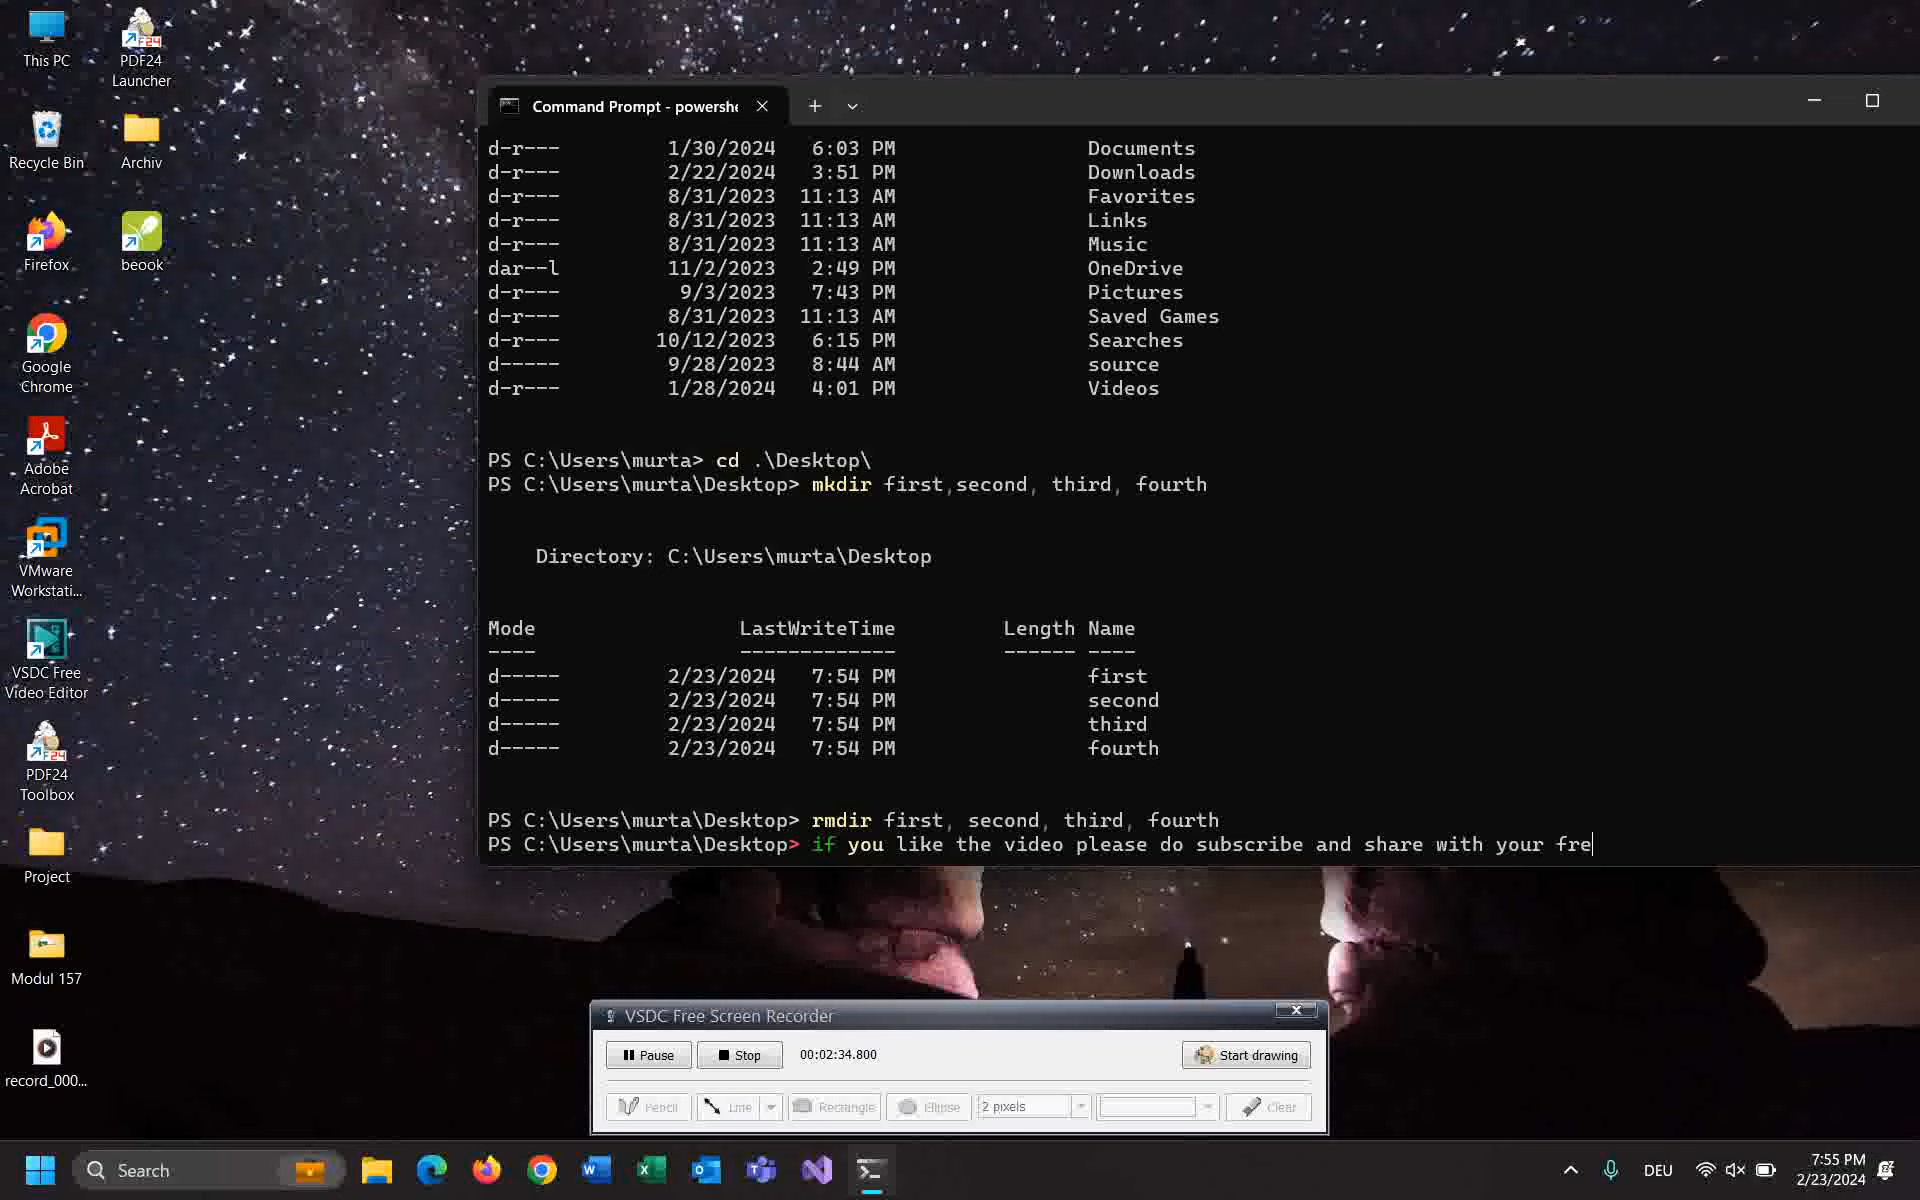 This PC
PDF24
Launcher
Recycle Bin
Archiv
Firefox
beook
Google
Chrome
Adobe
Acrobat
VMware
Workstati...
VSDC Free
Video Editor
PDF24
Toolbox
Project
Modul 157
record_000...
Command Prompt - powershe
d-r--- 1/30/2024 6:03 PM Documents
d-r--- 2/22/2024 3:51 PM Downloads
d-r--- 8/31/2023 11:13 AM Favorites
d-r--- 8/31/2023 11:13 AM Links
d-r--- 8/31/2023 11:13 AM Music
dar--l 11/2/2023 2:49 PM OneDrive
d-r--- 9/3/2023 7:43 PM Pictures
d-r--- 8/31/2023 11:13 AM Saved Games
d-r--- 10/12/2023 6:15 PM Searches
d----- 9/28/2023 8:44 AM source
d-r--- 1/28/2024 4:01 PM Videos
PS C:\Users\murta> cd .\Desktop\
PS C:\Users\murta\Desktop> mkdir first,second, third, fourth
Directory: C:\Users\murta\Desktop
Mode LastWriteTime Length Name
---- ------------- ------ ----
d----- 2/23/2024 7:54 PM first
d----- 2/23/2024 7:54 PM second
d----- 2/23/2024 7:54 PM third
d----- 2/23/2024 7:54 PM fourth
PS C:\Users\murta\Desktop> rmdir first, second, third, fourth
PS C:\Users\murta\Desktop> if you like the video please do subscribe and share with your fre
VSDC Free Screen Recorder
Pause Stop 00:02:34.800 Start drawing
Pencil Line Rectangle Ellipse 2 pixels Clear
Search
DEU
7:55 PM
2/23/2024